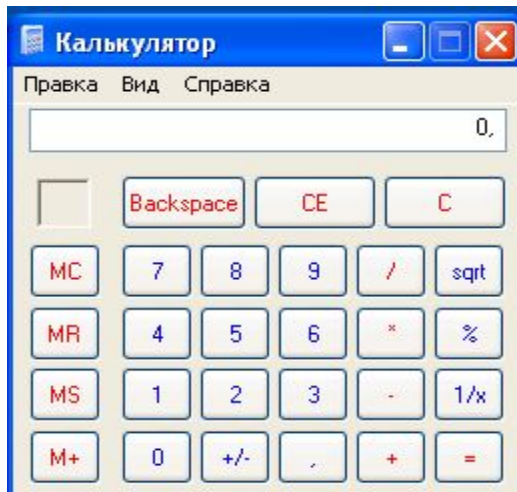 Калькулятор
Правка Вид Справка
0,
Backspace CE C
MC 7 8 9 / sqrt
MR 4 5 6 * %
MS 1 2 3 - 1/x
M+ 0 +/- , + =